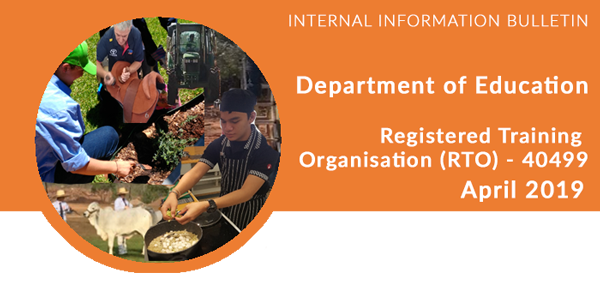 INTERNAL INFORMATION BULLETIN
Department of Education
Registered Training
Organisation (RTO) - 40499
April 2019